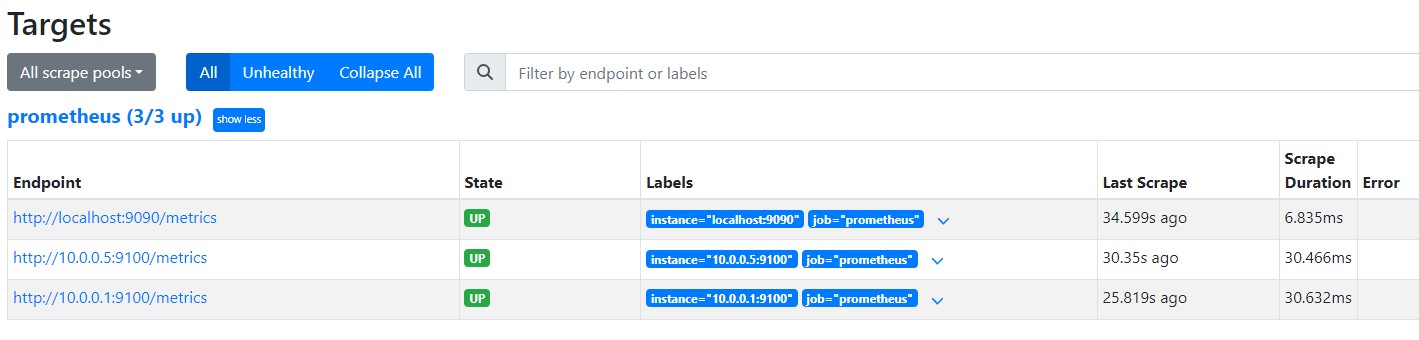 Targets
All scrape pools All Unhealthy Collapse All Filter by endpoint or labels
prometheus (3/3 up) show less
Endpoint State Labels Last Scrape Scrape Duration Error
http://localhost:9090/metrics UP instance="localhost:9090" job="prometheus" 34.599s ago 6.835ms
http://10.0.0.5:9100/metrics UP instance="10.0.0.5:9100" job="prometheus" 30.35s ago 30.466ms
http://10.0.0.1:9100/metrics UP instance="10.0.0.1:9100" job="prometheus" 25.819s ago 30.632ms